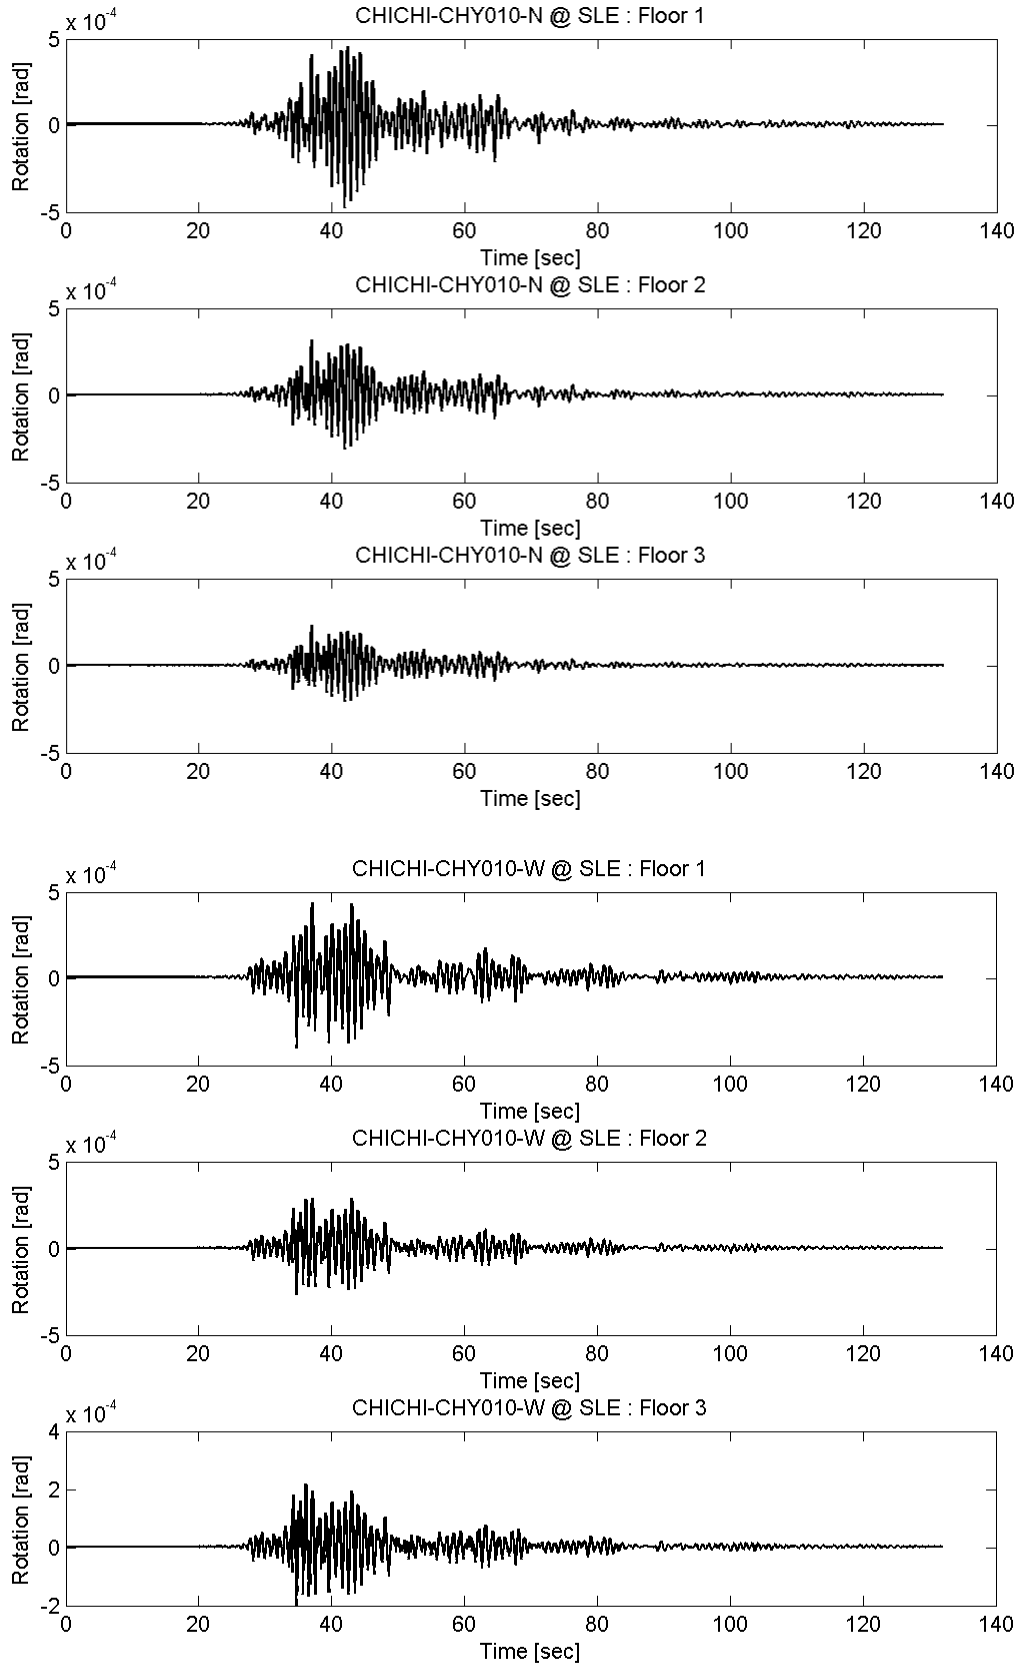 x 10-4
CHICHI-CHY010-N @ SLE : Floor 1
Rotation [rad]
5
0
-5
0 20 40 60 80 100 120 140
Time [sec]
x 10-4
CHICHI-CHY010-N @ SLE : Floor 2
Rotation [rad]
5
0
-5
0 20 40 60 80 100 120 140
Time [sec]
x 10-4
CHICHI-CHY010-N @ SLE : Floor 3
Rotation [rad]
5
0
-5
0 20 40 60 80 100 120 140
Time [sec]
x 10-4
CHICHI-CHY010-W @ SLE : Floor 1
Rotation [rad]
5
0
-5
0 20 40 60 80 100 120 140
Time [sec]
x 10-4
CHICHI-CHY010-W @ SLE : Floor 2
Rotation [rad]
5
0
-5
0 20 40 60 80 100 120 140
Time [sec]
x 10-4
CHICHI-CHY010-W @ SLE : Floor 3
Rotation [rad]
4
2
0
-2
0 20 40 60 80 100 120 140
Time [sec]